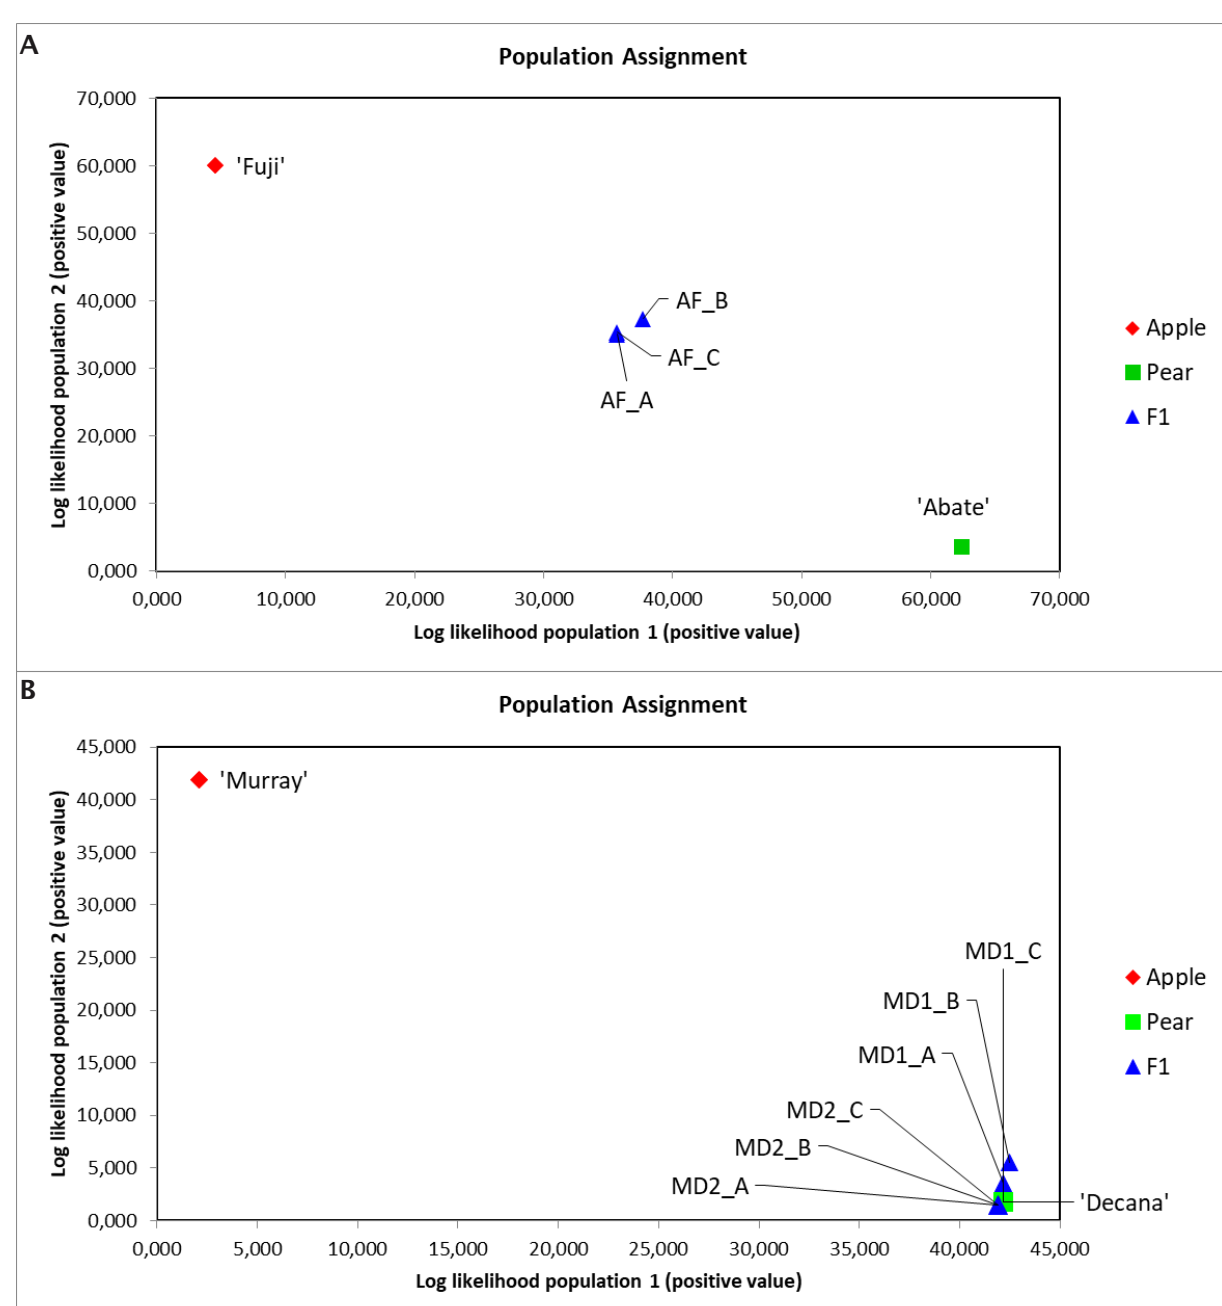 A
Population Assignment
Log likelihood population 2 (positive value)
70,000
60,000
50,000
40,000
30,000
20,000
10,000
0,000
'Fuji'
AF_B
AF_C
AF_A
'Abate'
Apple
Pear
F1
0,000 10,000 20,000 30,000 40,000 50,000 60,000 70,000
Log likelihood population 1 (positive value)
B
Population Assignment
Log likelihood population 2 (positive value)
45,000
40,000
35,000
30,000
25,000
20,000
15,000
10,000
5,000
0,000
'Murray'
MD1_C
MD1_B
MD1_A
MD2_C
MD2_B
MD2_A
'Decana'
Apple
Pear
F1
0,000 5,000 10,000 15,000 20,000 25,000 30,000 35,000 40,000 45,000
Log likelihood population 1 (positive value)